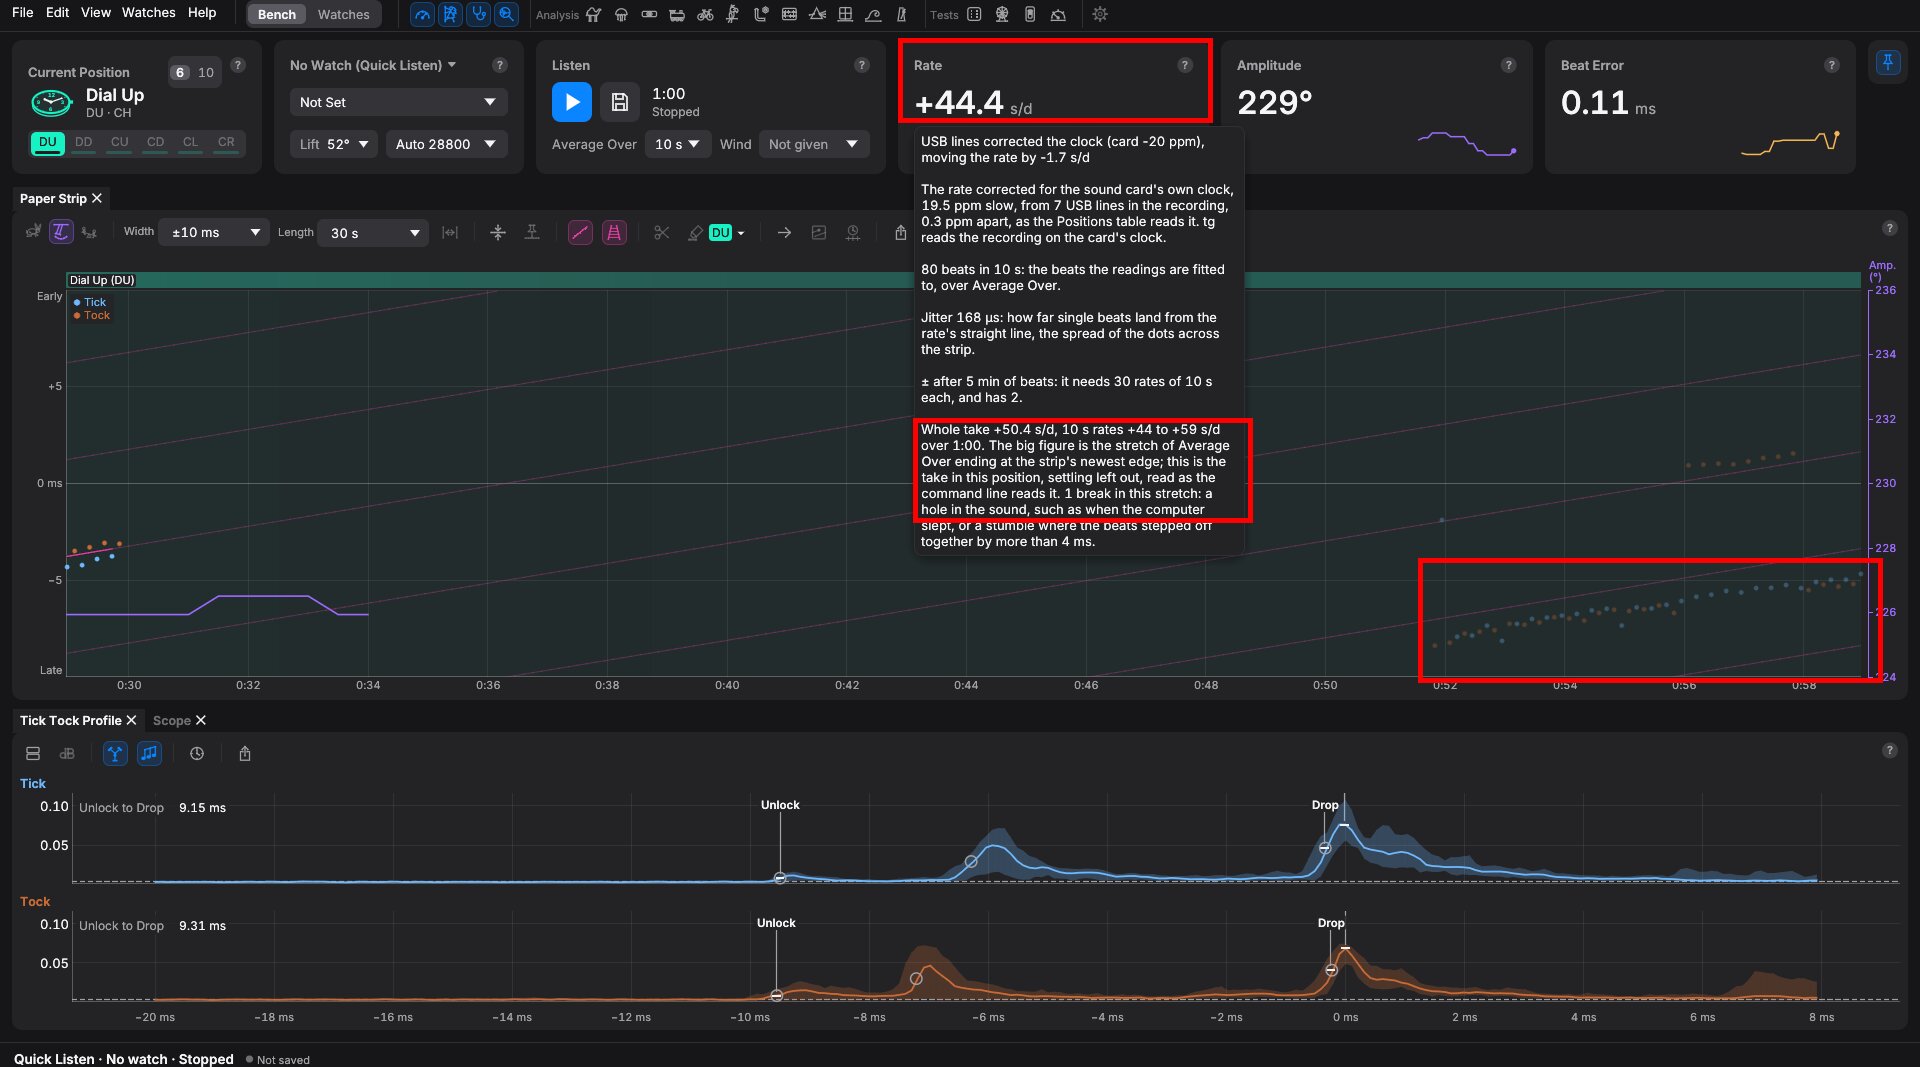 File Edit View Watches Help
Bench Watches
Analysis
Tests
Current Position
6 10
?
Dial Up
DU · CH
DU DD CU CD CL CR
No Watch (Quick Listen)
?
Not Set
Lift 52°
Auto 28800
Listen
?
1:00
Stopped
Average Over 10 s
Wind Not given
Rate
?
+44.4 s/d
Amplitude
?
229°
Beat Error
?
0.11 ms
USB lines corrected the clock (card -20 ppm),
moving the rate by -1.7 s/d
The rate corrected for the sound card's own clock,
19.5 ppm slow, from 7 USB lines in the recording,
0.3 ppm apart, as the Positions table reads it. tg
reads the recording on the card's clock.
80 beats in 10 s: the beats the readings are fitted
to, over Average Over.
Jitter 168 µs: how far single beats land from the
rate's straight line, the spread of the dots across
the strip.
± after 5 min of beats: it needs 30 rates of 10 s
each, and has 2.
Whole take +50.4 s/d, 10 s rates +44 to +59 s/d
over 1:00. The big figure is the stretch of Average
Over ending at the strip's newest edge; this is the
take in this position, settling left out, read as the
command line reads it. 1 break in this stretch: a
hole in the sound, such as when the computer
slept, or a stumble where the beats stepped off
together by more than 4 ms.
Paper Strip
Width ±10 ms
Length 30 s
DU
?
Dial Up (DU)
Tick
Tock
Early
+5
0 ms
−5
Late
Amp.
(°)
236
234
232
230
228
226
224
0:30 0:32 0:34 0:36 0:38 0:40 0:42 0:44 0:46 0:48 0:50 0:52 0:54 0:56 0:58
Tick Tock Profile
Scope
dB
?
Tick
0.10
0.05
Unlock to Drop 9.15 ms
Unlock
Drop
Tock
0.10
0.05
Unlock to Drop 9.31 ms
Unlock
Drop
−20 ms −18 ms −16 ms −14 ms −12 ms −10 ms −8 ms −6 ms −4 ms −2 ms 0 ms 2 ms 4 ms 6 ms 8 ms
Quick Listen · No watch · Stopped
Not saved